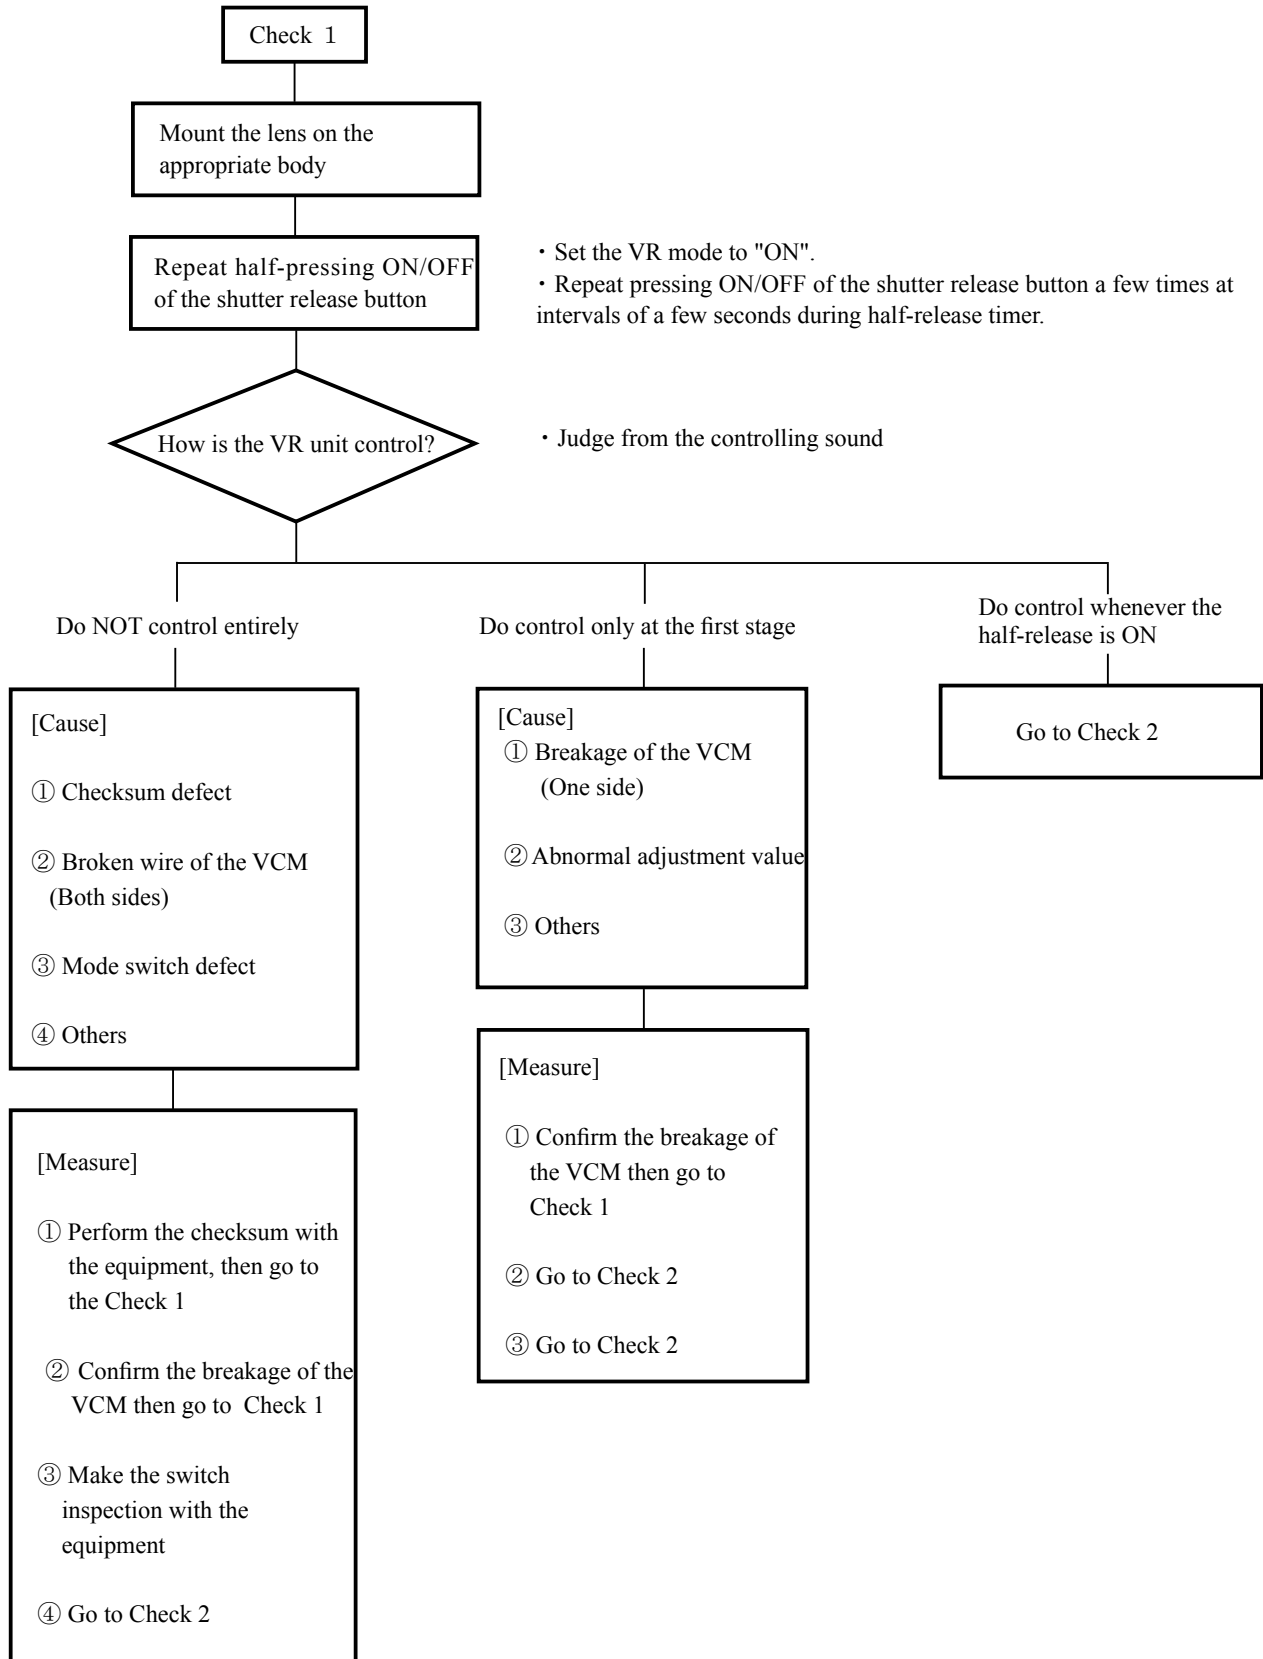 Check 1
Mount the lens on the
appropriate body
Repeat half-pressing ON/OFF
of the shutter release button
・Set the VR mode to "ON".
・Repeat pressing ON/OFF of the shutter release button a few times at
intervals of a few seconds during half-release timer.
How is the VR unit control?
・Judge from the controlling sound
Do NOT control entirely
[Cause]
① Checksum defect
② Broken wire of the VCM
(Both sides)
③ Mode switch defect
④ Others
[Measure]
① Perform the checksum with
the equipment, then go to
the Check 1
② Confirm the breakage of the
VCM then go to Check 1
③ Make the switch
inspection with the
equipment
④ Go to Check 2
Do control only at the first stage
[Cause]
① Breakage of the VCM
(One side)
② Abnormal adjustment value
③ Others
[Measure]
① Confirm the breakage of
the VCM then go to
Check 1
② Go to Check 2
③ Go to Check 2
Do control whenever the
half-release is ON
Go to Check 2